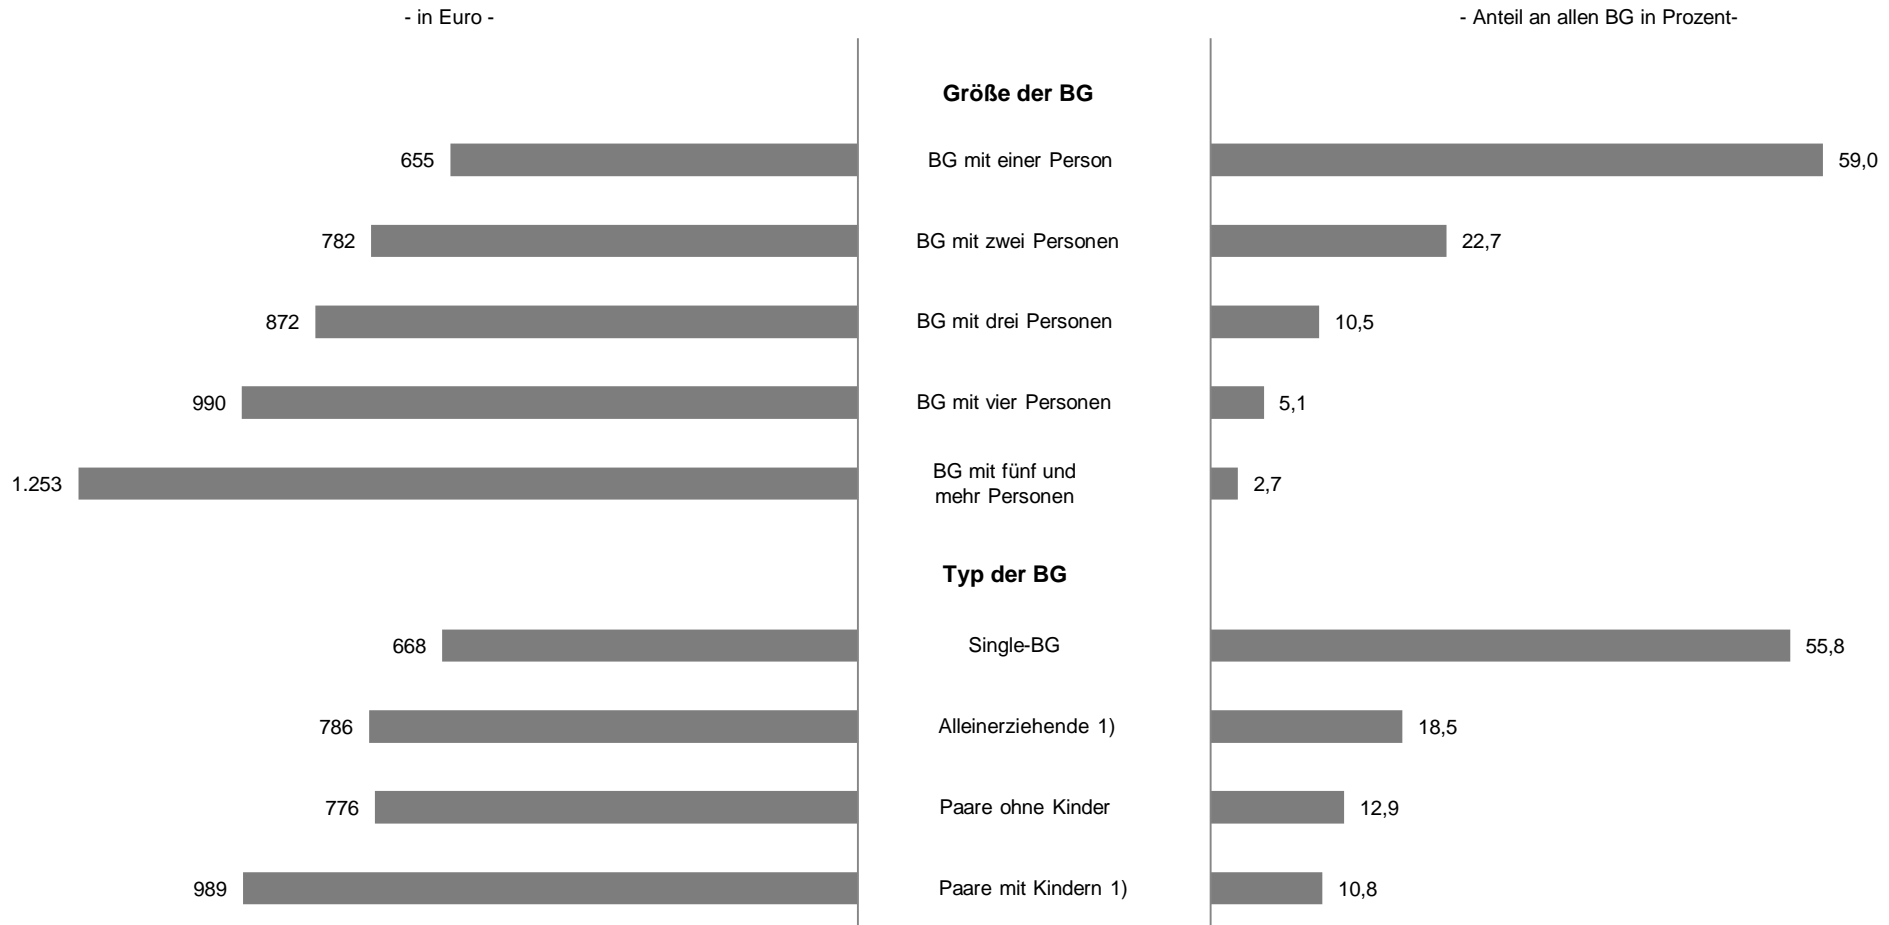 - in Euro -
- Anteil an allen BG in Prozent-
Größe der BG
655 BG mit einer Person 59,0
782 BG mit zwei Personen 22,7
872 BG mit drei Personen 10,5
990 BG mit vier Personen 5,1
1.253 BG mit fünf und 2,7
mehr Personen
Typ der BG
668 Single-BG 55,8
786 Alleinerziehende 1) 18,5
776 Paare ohne Kinder 12,9
989 Paare mit Kindern 1) 10,8